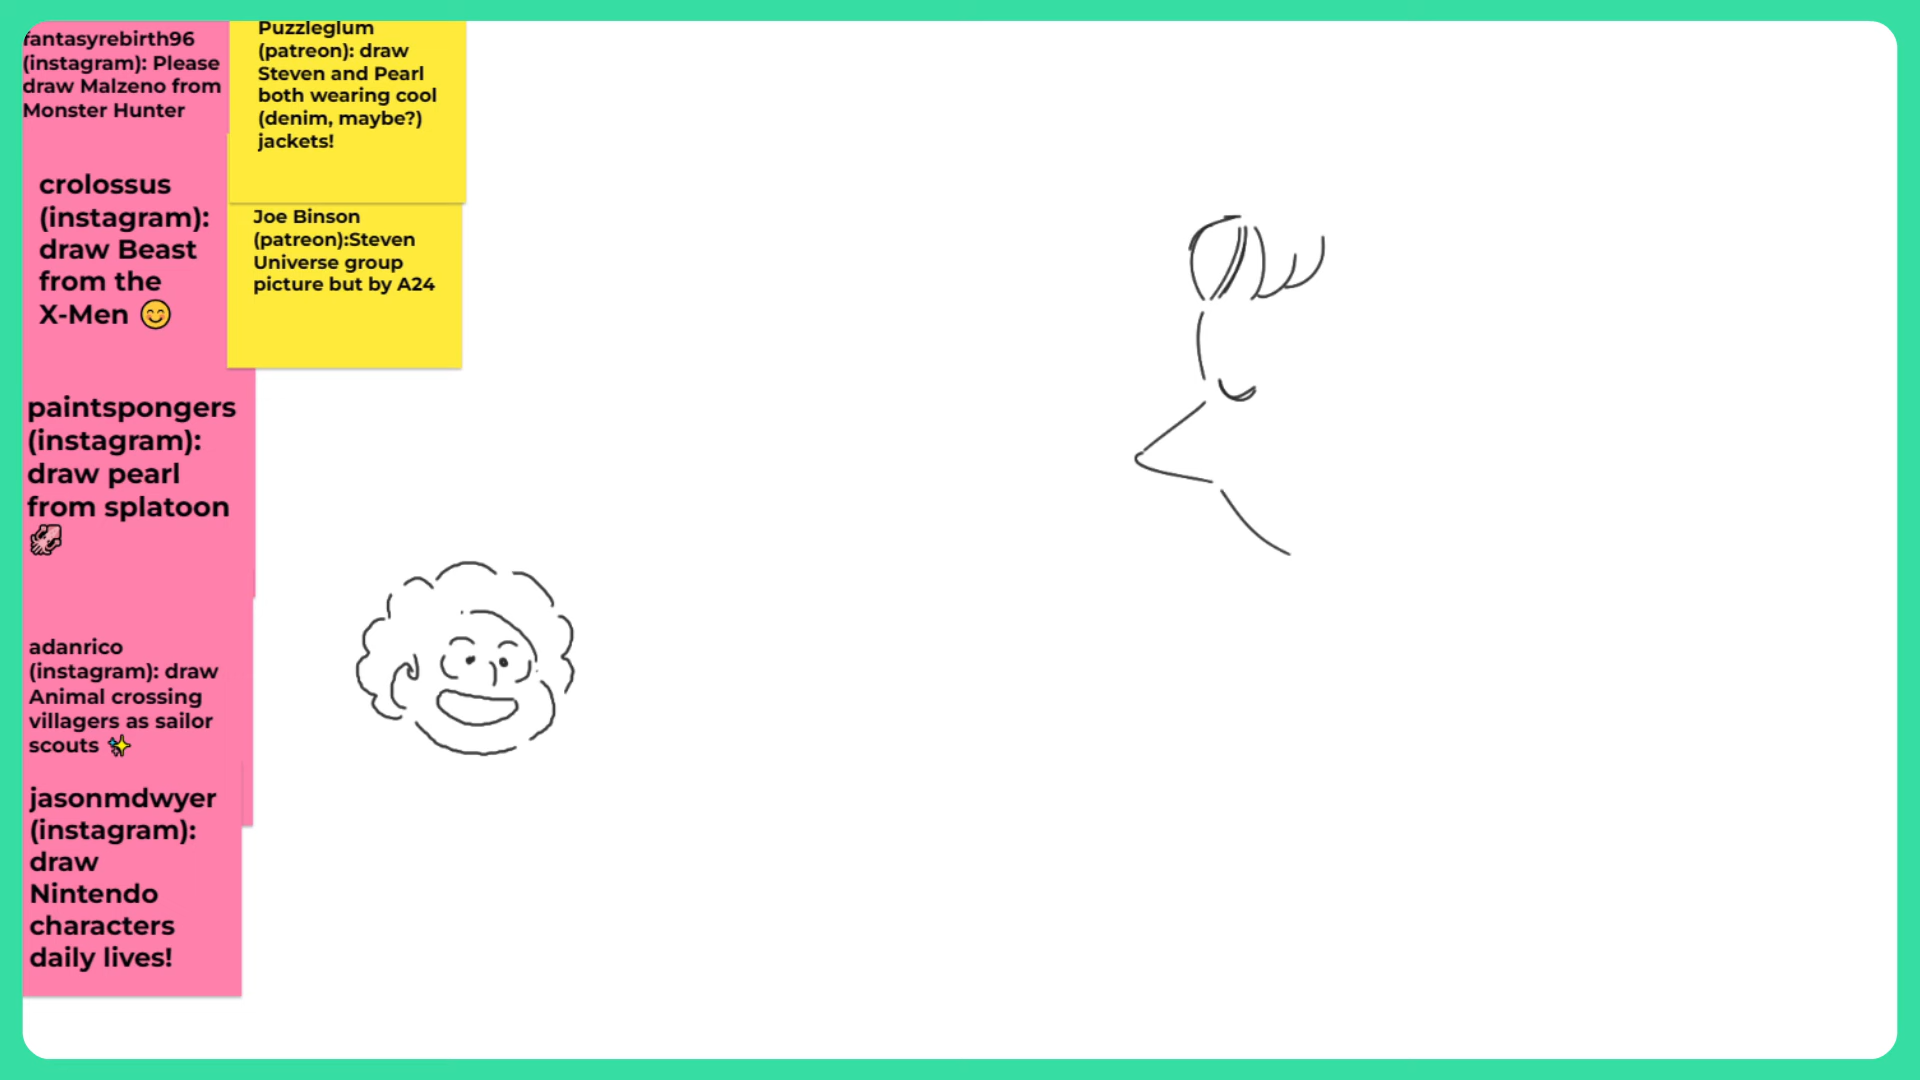 fantasyrebirth96
(instagram): Please
draw Malzeno from
Monster Hunter
crolossus
(instagram):
draw Beast
from the
X-Men 😊
paintspongers
(instagram):
draw pearl
from splatoon
🦑
adanrico
(instagram): draw
Animal crossing
villagers as sailor
scouts ✨
jasonmdwyer
(instagram):
draw
Nintendo
characters
daily lives!
Puzzleglum
(patreon): draw
Steven and Pearl
both wearing cool
(denim, maybe?)
jackets!
Joe Binson
(patreon):Steven
Universe group
picture but by A24